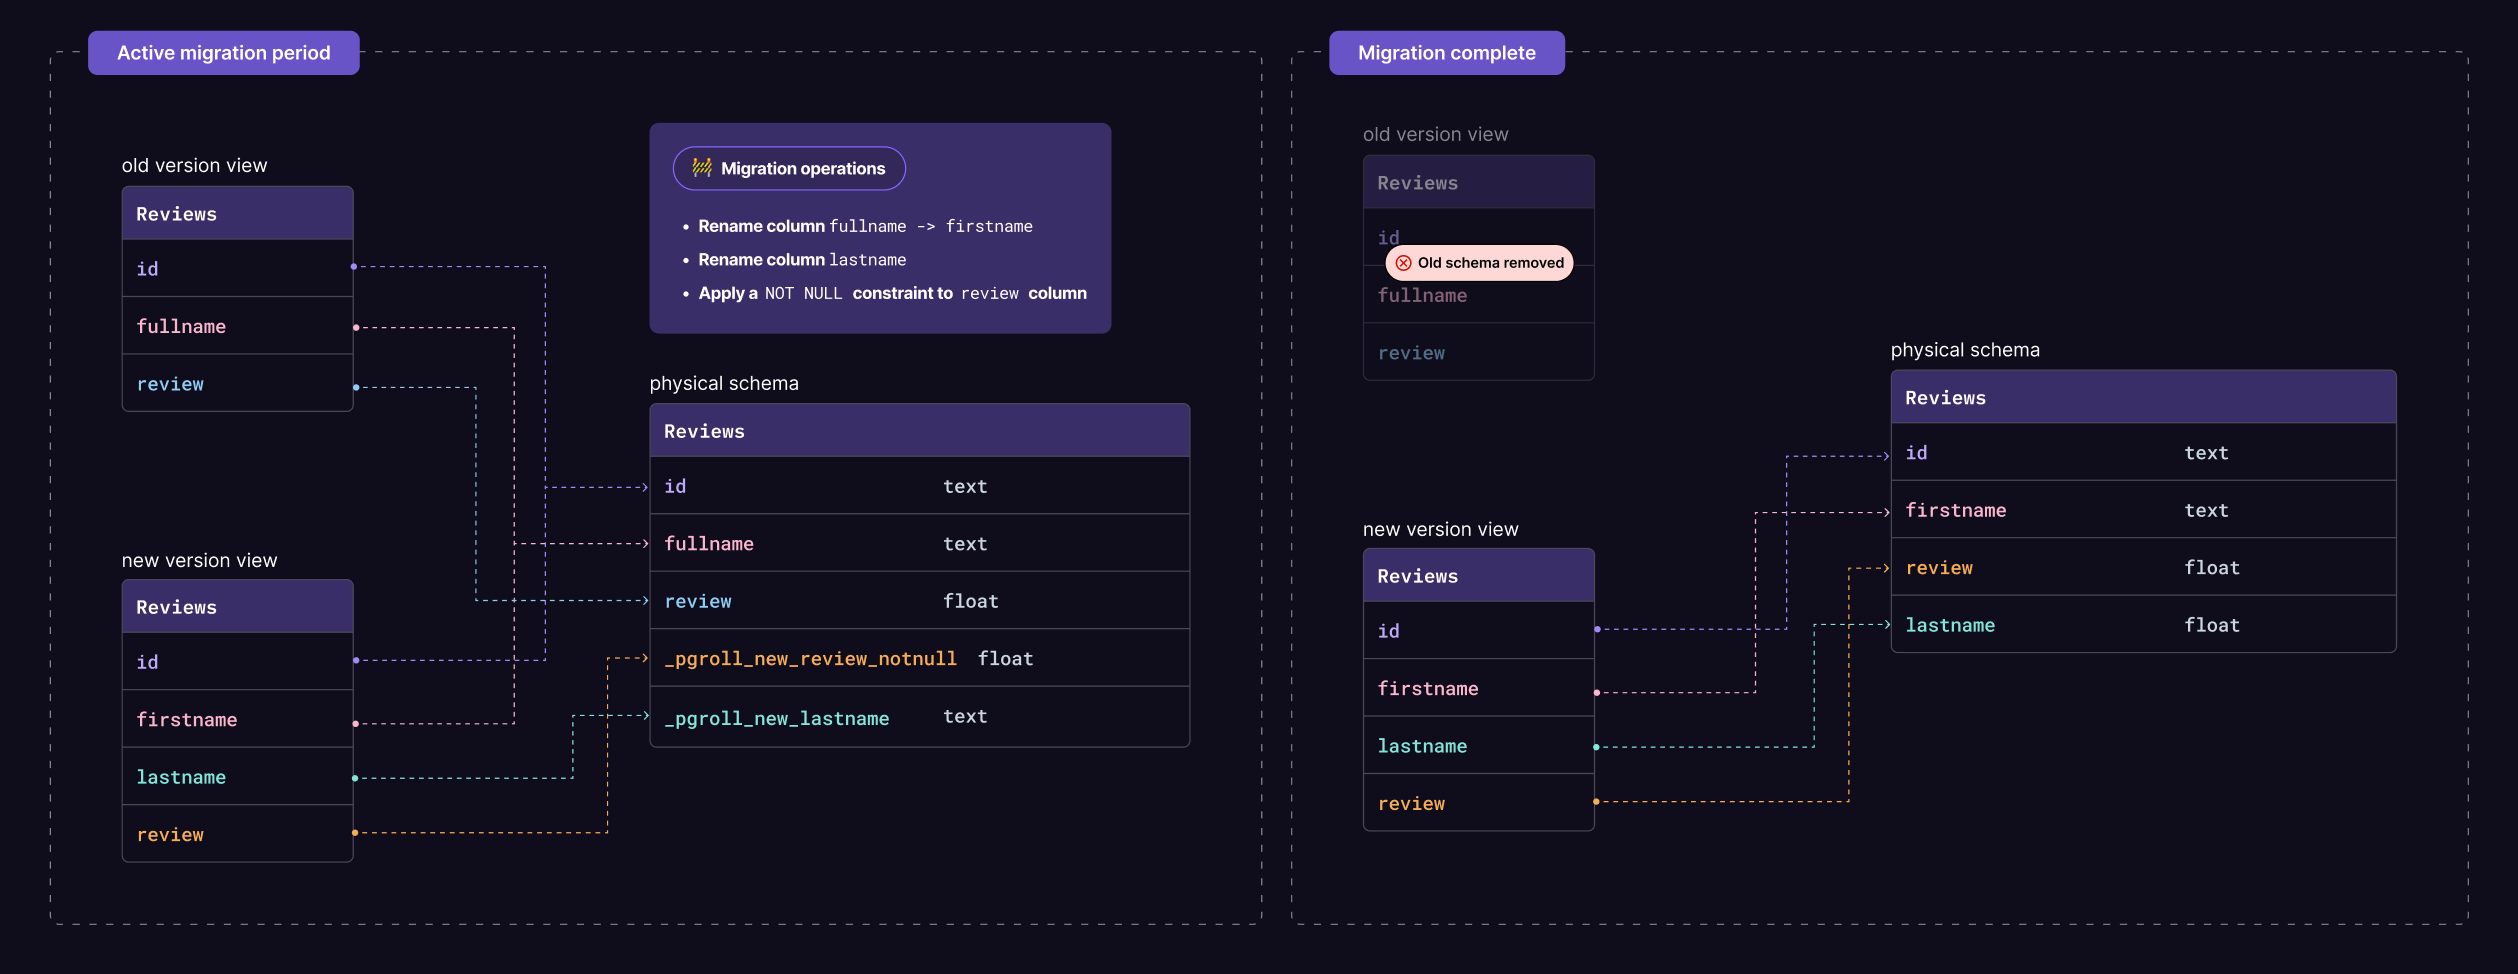 Active migration period
old version view
Reviews
id
fullname
review
new version view
Reviews
id
firstname
lastname
review
Migration operations
• Rename column fullname -> firstname
• Rename column lastname
• Apply a NOT NULL constraint to review column
physical schema
Reviews
id text
fullname text
review float
_pgroll_new_review_notnull float
_pgroll_new_lastname text
Migration complete
old version view
Reviews
id
Old schema removed
fullname
review
new version view
Reviews
id
firstname
lastname
review
physical schema
Reviews
id text
firstname text
review float
lastname float